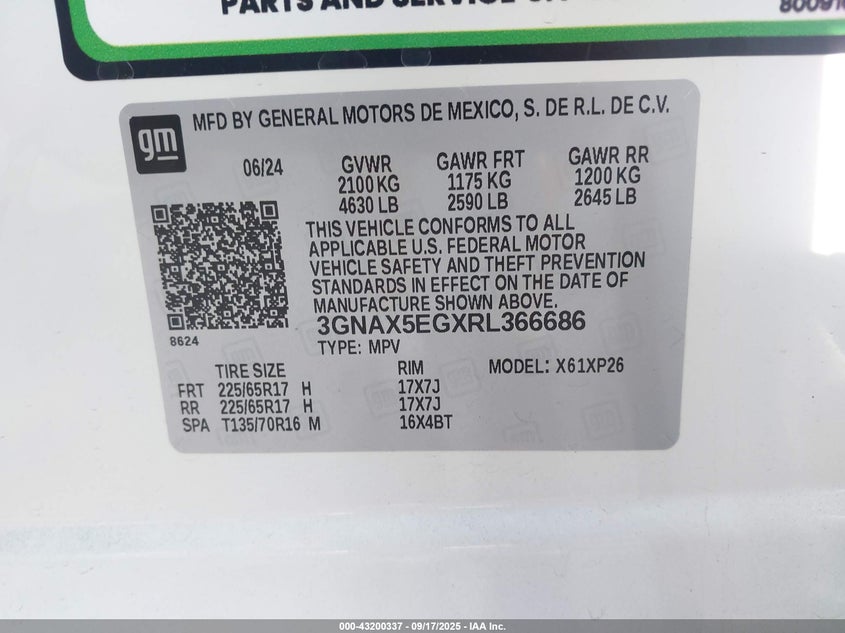 PARTS AND SERVICE
gm
MFD BY GENERAL MOTORS DE MEXICO, S. DE R.L. DE C.V.
06/24 GVWR GAWR FRT GAWR RR
2100 KG 1175 KG 1200 KG
4630 LB 2590 LB 2645 LB
THIS VEHICLE CONFORMS TO ALL
APPLICABLE U.S. FEDERAL MOTOR
VEHICLE SAFETY AND THEFT PREVENTION
STANDARDS IN EFFECT ON THE DATE OF
MANUFACTURE SHOWN ABOVE.
3GNAX5EGXRL366686
8624 TYPE: MPV
TIRE SIZE RIM MODEL: X61XP26
FRT 225/65R17 H 17X7J
RR 225/65R17 H 17X7J
SPA T135/70R16 M 16X4BT
000-43200337 - 09/17/2025 - IAA Inc.